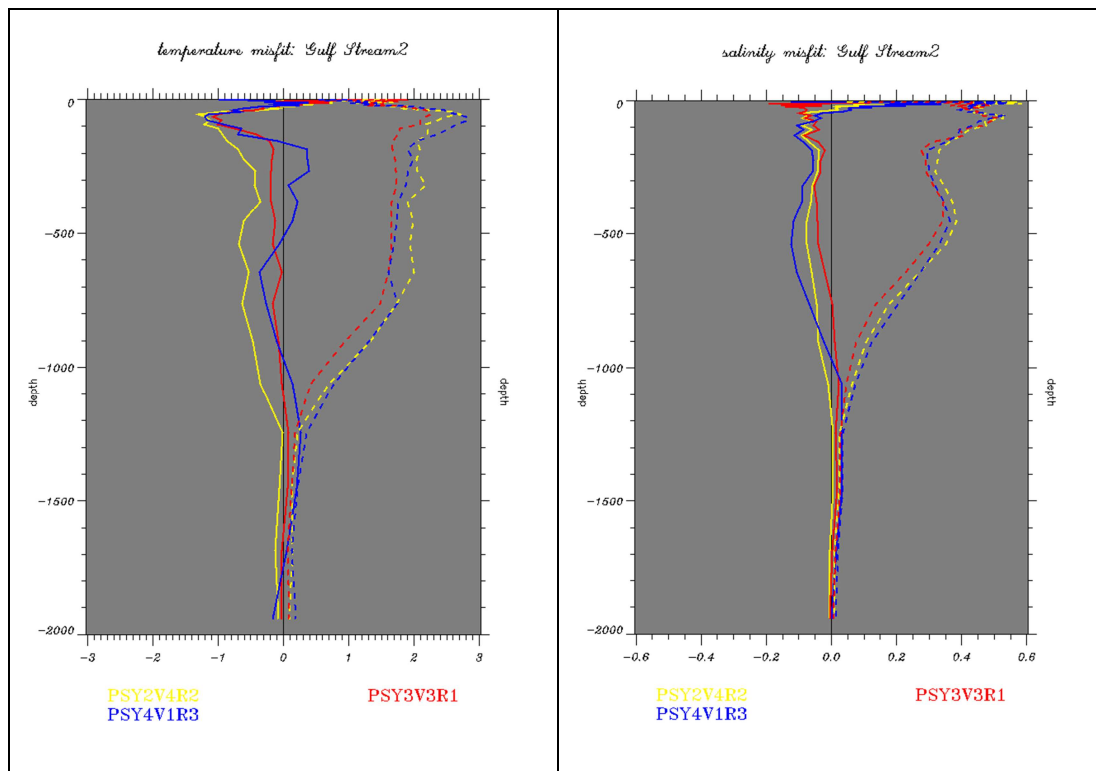 temperature misfit: Gulf Stream2
0
-500
-1000
-1500
-2000
depth
depth
-3 -2 -1 0 1 2 3
PSY2V4R2 PSY3V3R1
PSY4V1R3
salinity misfit: Gulf Stream2
0
-500
-1000
-1500
-2000
depth
depth
-0.6 -0.4 -0.2 0.0 0.2 0.4 0.6
PSY2V4R2 PSY3V3R1
PSY4V1R3